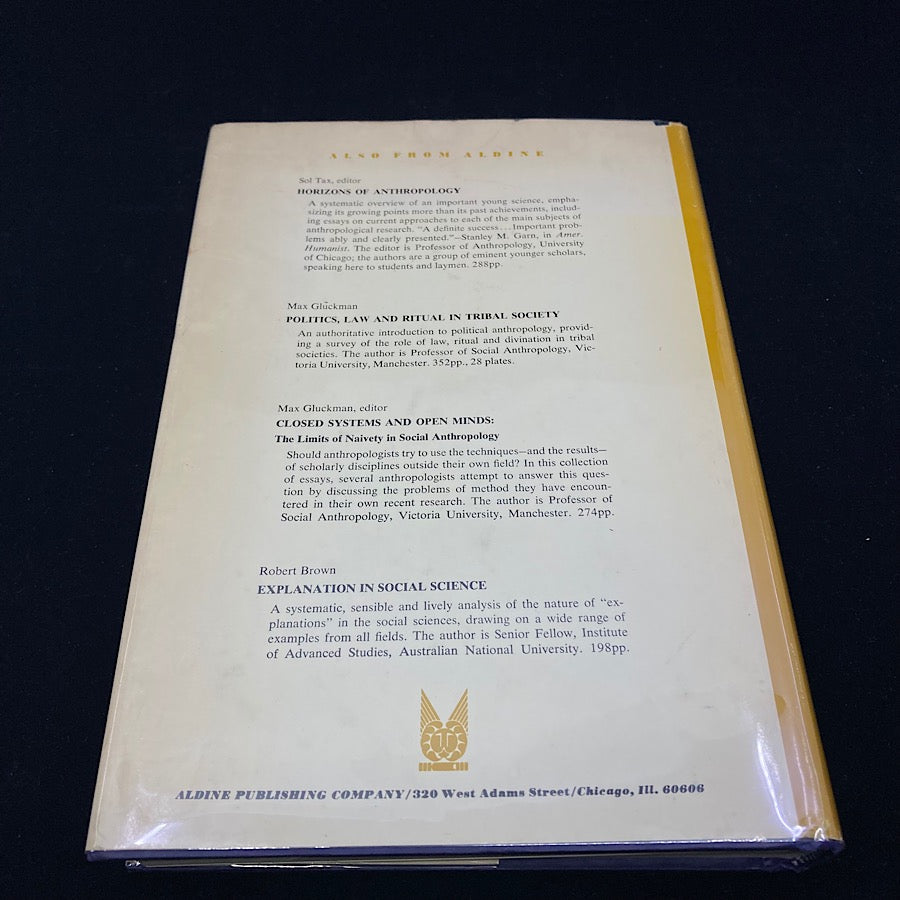 ALSO FROM ALDINE
Sol Tax, editor
HORIZONS OF ANTHROPOLOGY
A systematic overview of an important young science, empha-
sizing its growing points more than its past achievements, includ-
ing essays on current approaches to each of the main subjects of
anthropological research. “A definite success...Important prob-
lems ably and clearly presented.”–Stanley M. Garn, in Amer.
Humanist. The editor is Professor of Anthropology, University
of Chicago; the authors are a group of eminent younger scholars,
speaking here to students and laymen. 288pp.
Max Gluckman
POLITICS, LAW AND RITUAL IN TRIBAL SOCIETY
An authoritative introduction to political anthropology, provid-
ing a survey of the role of law, ritual and divination in tribal
societies. The author is Professor of Social Anthropology, Vic-
toria University, Manchester. 352pp., 28 plates.
Max Gluckman, editor
CLOSED SYSTEMS AND OPEN MINDS:
The Limits of Naivety in Social Anthropology
Should anthropologists try to use the techniques—and the results—
of scholarly disciplines outside their own field? In this collection
of essays, several anthropologists attempt to answer this ques-
tion by discussing the problems of method they have encoun-
tered in their own recent research. The author is Professor of
Social Anthropology, Victoria University, Manchester. 274pp.
Robert Brown
EXPLANATION IN SOCIAL SCIENCE
A systematic, sensible and lively analysis of the nature of “ex-
planations” in the social sciences, drawing on a wide range of
examples from all fields. The author is Senior Fellow, Institute
of Advanced Studies, Australian National University. 198pp.
ALDINE PUBLISHING COMPANY/320 West Adams Street/Chicago, Ill. 60606